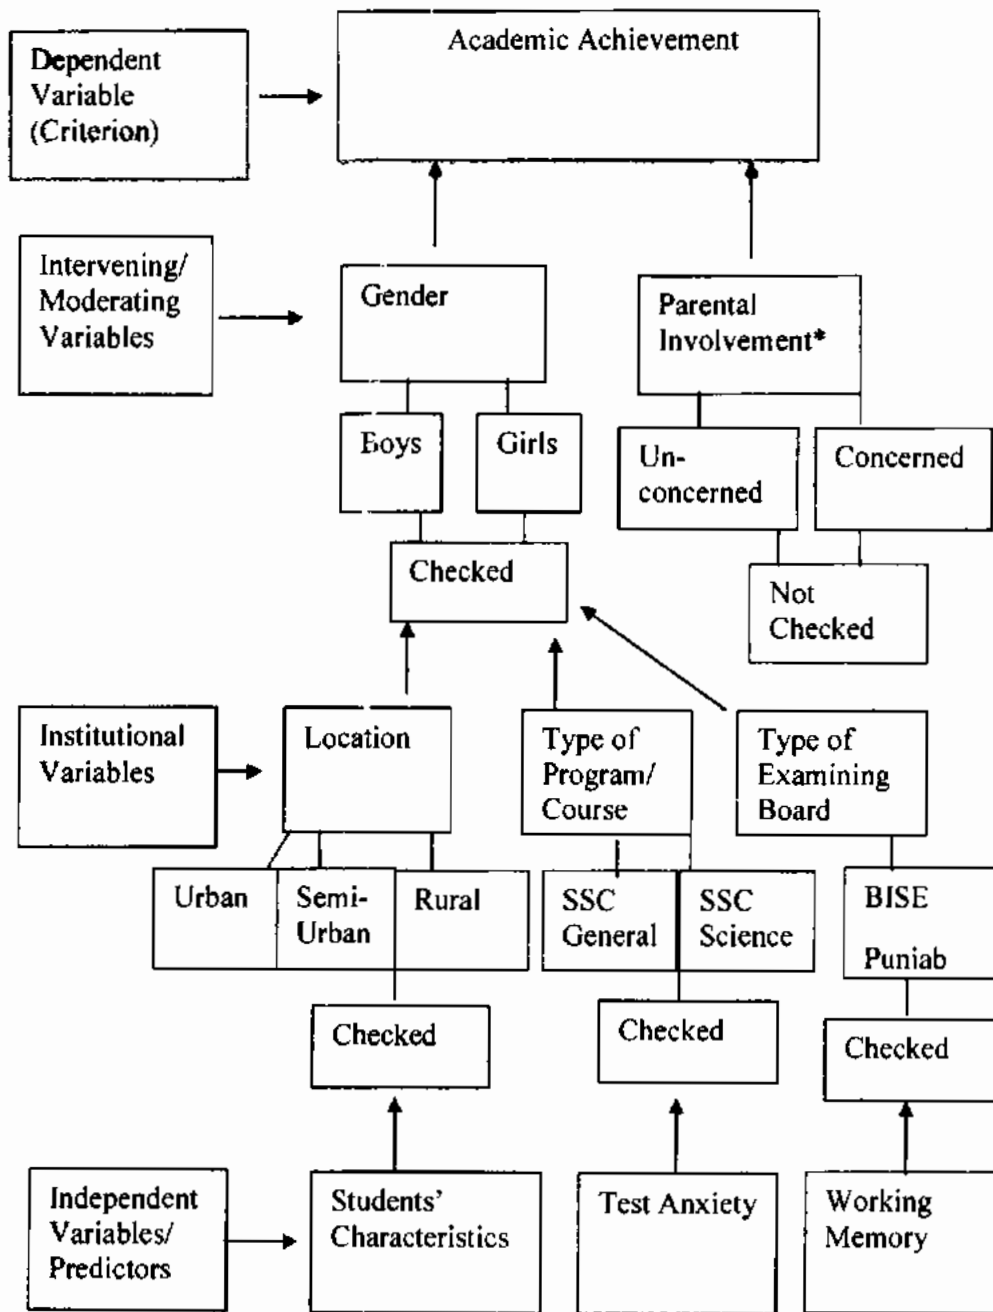 Academic Achievement
Dependent
Variable
(Criterion)
Intervening/
Moderating
Variables
Gender
Parental
Involvement*
Boys
Girls
Un-
concerned
Concerned
Checked
Not
Checked
Institutional
Variables
Location
Type of
Program/
Course
Type of
Examining
Board
Urban
Semi-
Urban
Rural
SSC
General
SSC
Science
BISE
Puniab
Checked
Checked
Checked
Independent
Variables/
Predictors
Students'
Characteristics
Test Anxiety
Working
Memory